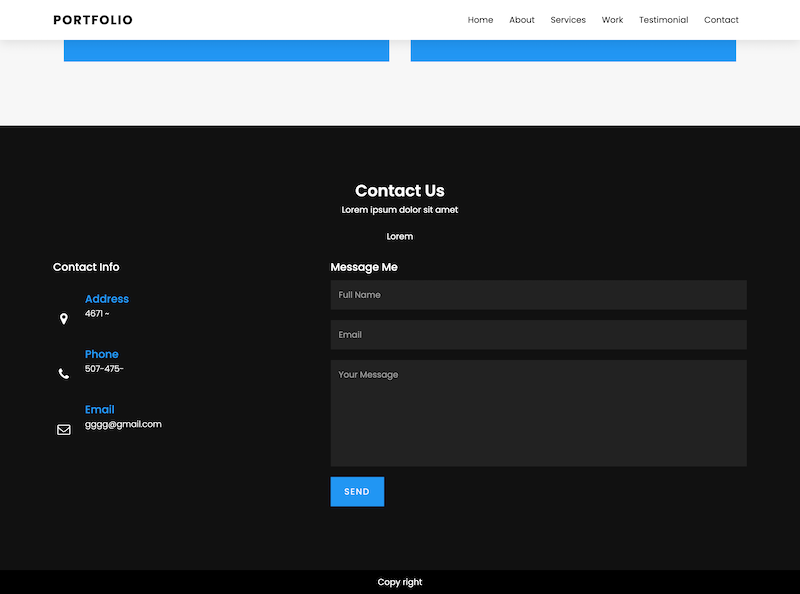 PORTFOLIO
Home About Services Work Testimonial Contact
Contact Us
Lorem ipsum dolor sit amet
Lorem
Contact Info
Address
4671 ~
Phone
507-475-
Email
gggg@gmail.com
Message Me
Full Name
Email
Your Message
SEND
Copy right